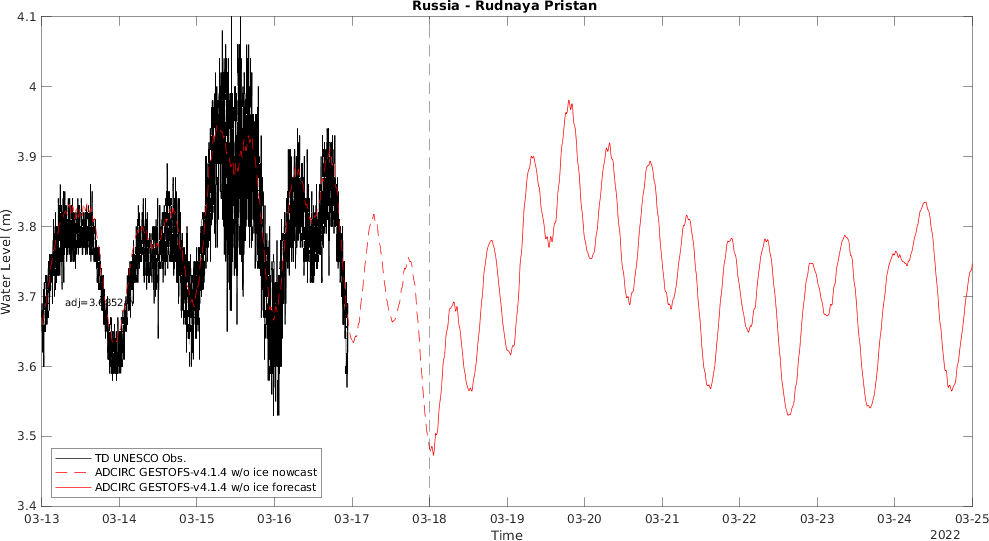 Russia - Rudnaya Pristan
4.1
4
3.9
3.8
3.7
3.6
3.5
3.4
Water Level (m)
TD UNESCO Obs.
ADCIRC GESTOFS-v4.1.4 w/o ice nowcast
ADCIRC GESTOFS-v4.1.4 w/o ice forecast
03-13 03-14 03-15 03-16 03-17 03-18 03-19 03-20 03-21 03-22 03-23 03-24 03-25
Time
2022